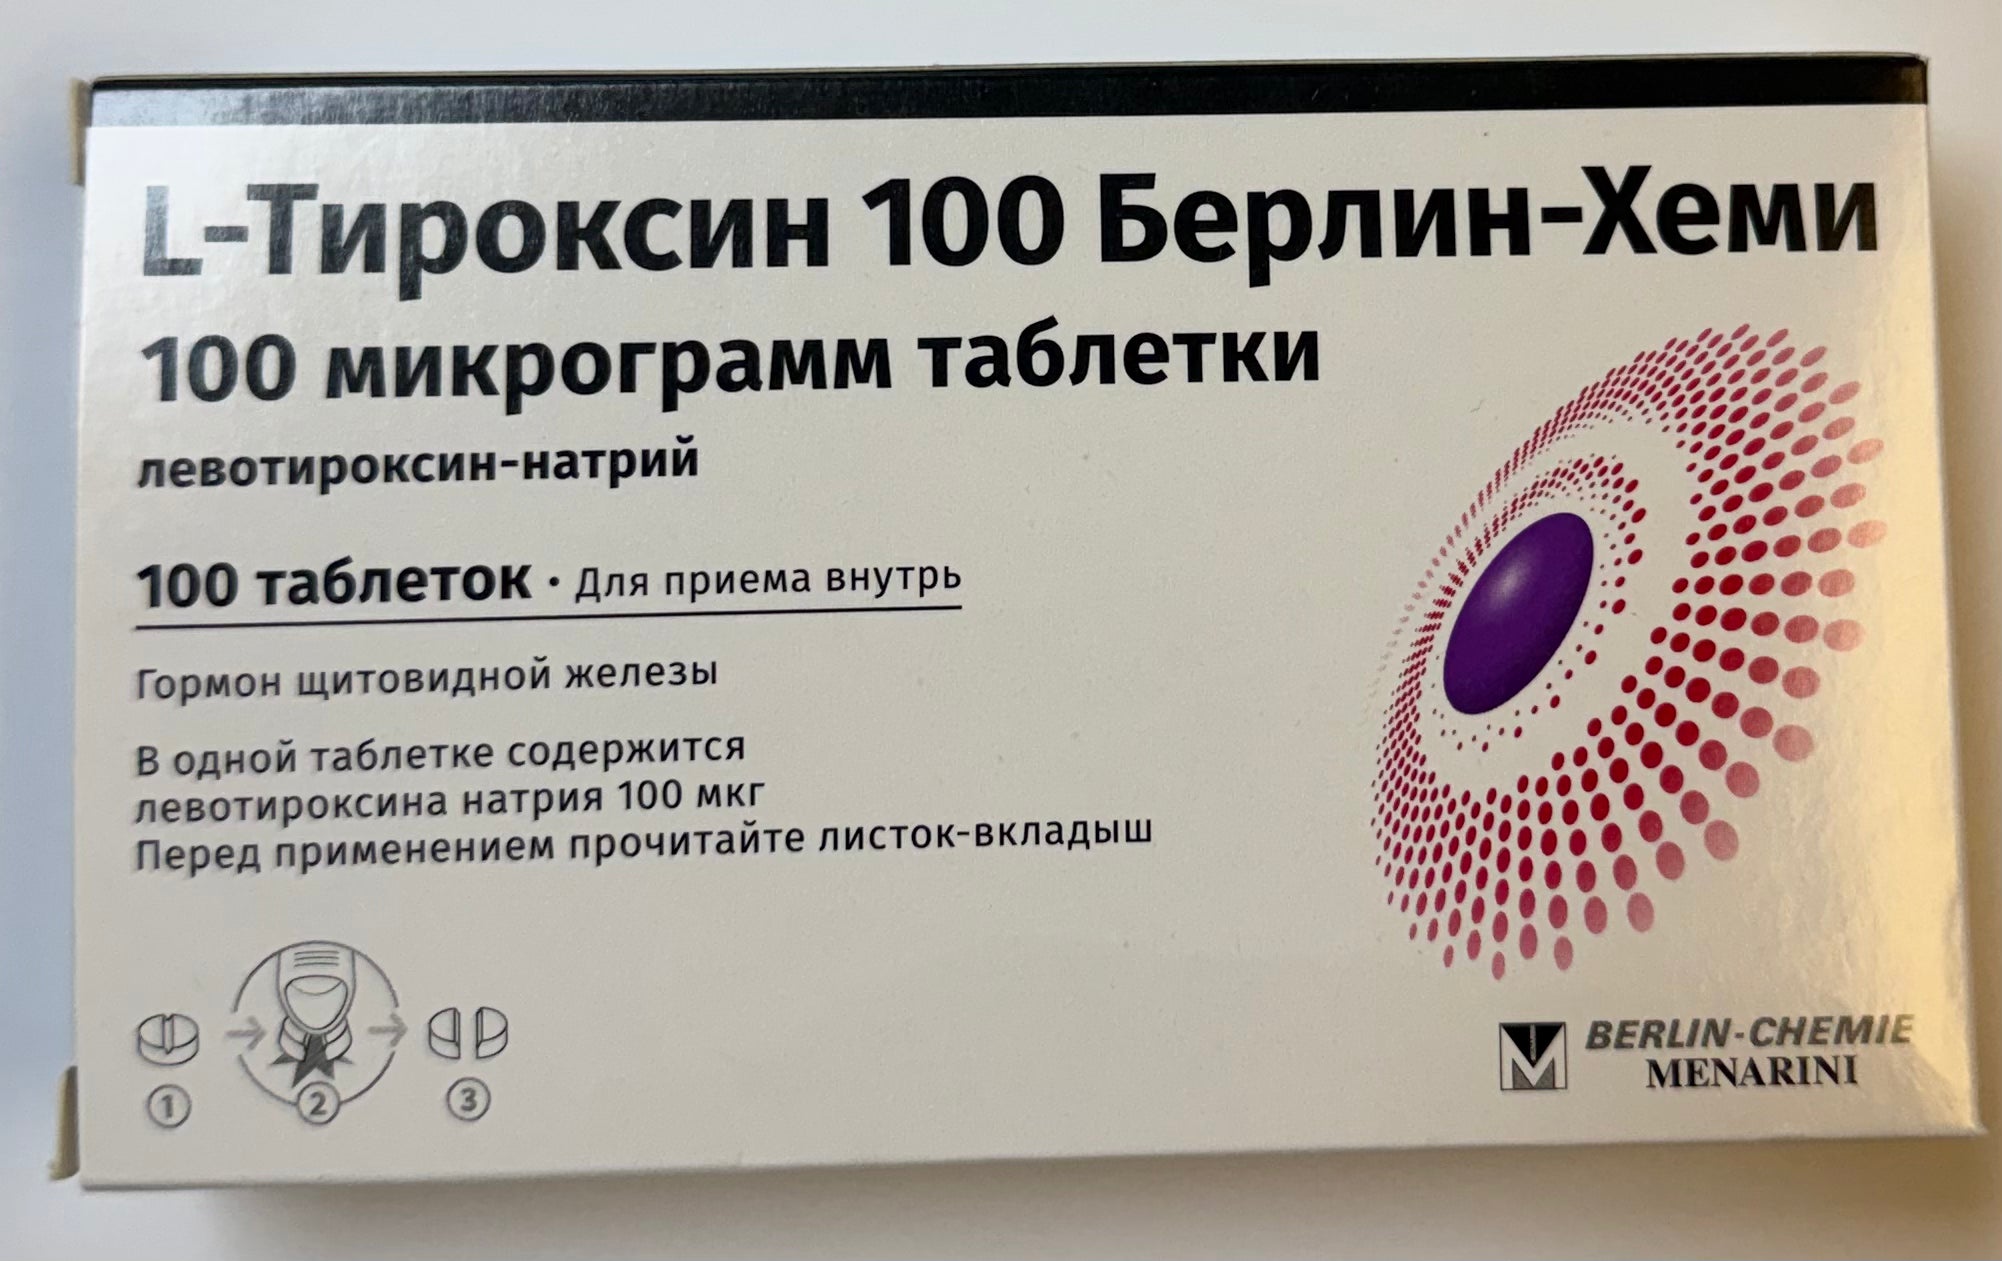 L-Тироксин 100 Берлин-Хеми
100 микрограмм таблетки
левотироксин-натрий
100 таблеток · Для приема внутрь
Гормон щитовидной железы
В одной таблетке содержится
левотироксина натрия 100 мкг
Перед применением прочитайте листок-вкладыш
1 2 3
BERLIN-CHEMIE
MENARINI